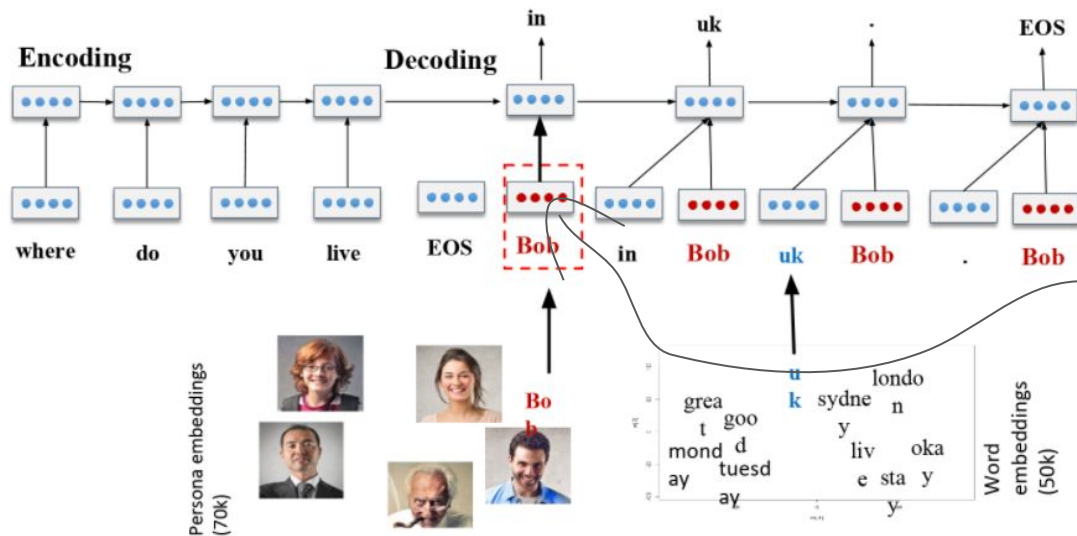 in
uk
.
EOS
Encoding
Decoding
where
do
you
live
EOS
Bob
in
Bob
uk
Bob
.
Bob
Persona embeddings
(70k)
Bo
b
u
k
londo
n
sydne
y
grea
t
goo
d
mond
ay
tuesd
ay
liv
e
oka
y
sta
y
Word
embeddings
(50k)